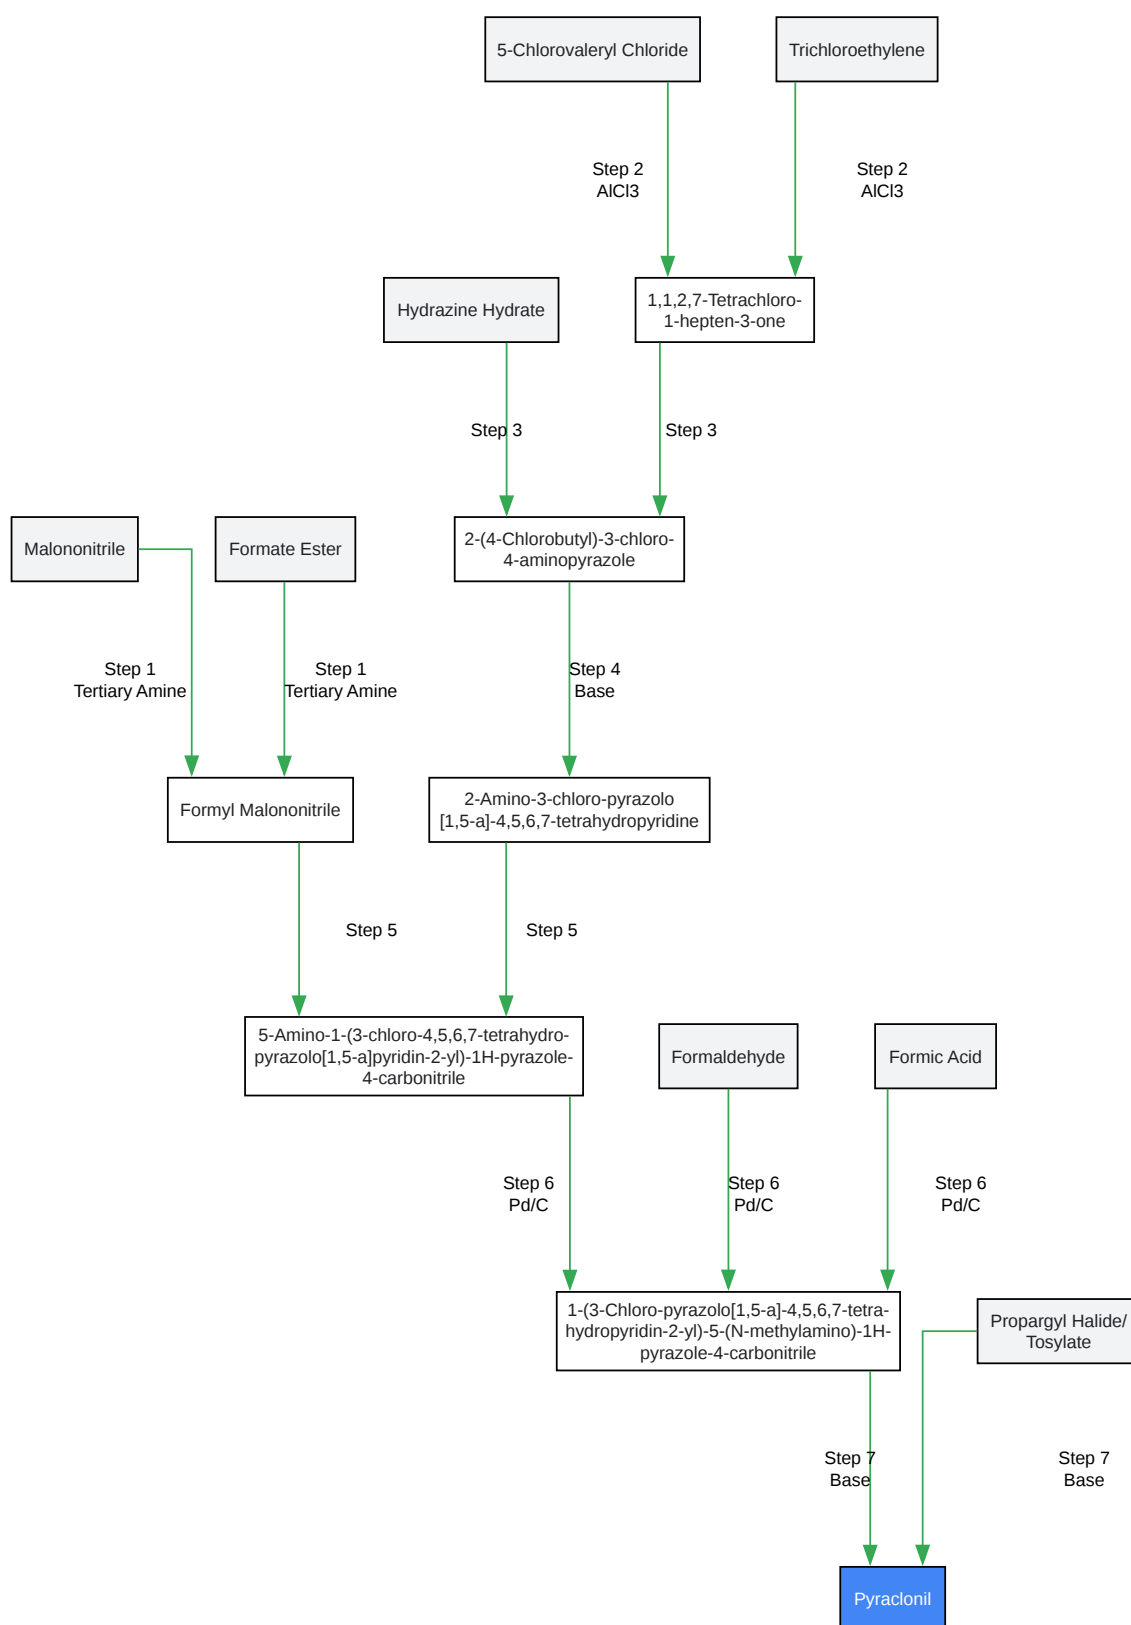 5-Chlorovaleryl Chloride
Trichloroethylene
Step 2
AlCl3
Step 2
AlCl3
Hydrazine Hydrate
1,1,2,7-Tetrachloro-
1-hepten-3-one
Step 3
Step 3
Malononitrile
Formate Ester
2-(4-Chlorobutyl)-3-chloro-
4-aminopyrazole
Step 1
Tertiary Amine
Step 1
Tertiary Amine
Step 4
Base
Formyl Malononitrile
2-Amino-3-chloro-pyrazolo
[1,5-a]-4,5,6,7-tetrahydropyridine
Step 5
Step 5
5-Amino-1-(3-chloro-4,5,6,7-tetrahydro-
pyrazolo[1,5-a]pyridin-2-yl)-1H-pyrazole-
4-carbonitrile
Formaldehyde
Formic Acid
Step 6
Pd/C
Step 6
Pd/C
Step 6
Pd/C
1-(3-Chloro-pyrazolo[1,5-a]-4,5,6,7-tetra-
hydropyridin-2-yl)-5-(N-methylamino)-1H-
pyrazole-4-carbonitrile
Propargyl Halide/
Tosylate
Step 7
Base
Step 7
Base
Pyraclonil